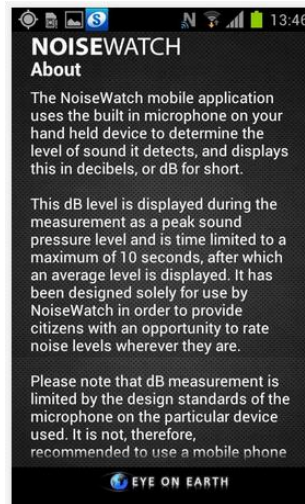 13:46
NOISEWATCH
About
The NoiseWatch mobile application
uses the built in microphone on your
hand held device to determine the
level of sound it detects, and displays
this in decibels, or dB for short.
This dB level is displayed during the
measurement as a peak sound
pressure level and is time limited to a
maximum of 10 seconds, after which
an average level is displayed. It has
been designed solely for use by
NoiseWatch in order to provide
citizens with an opportunity to rate
noise levels wherever they are.
Please note that dB measurement is
limited by the design standards of the
microphone on the particular device
used. It is not, therefore,
recommended to use a mobile phone
EYE ON EARTH